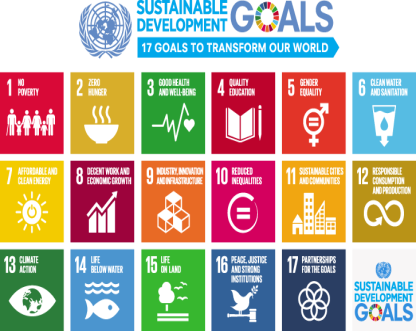 SUSTAINABLE
DEVELOPMENT
GOALS
17 GOALS TO TRANSFORM OUR WORLD
1 NO
POVERTY
2 ZERO
HUNGER
3 GOOD HEALTH
AND WELL-BEING
4 QUALITY
EDUCATION
5 GENDER
EQUALITY
6 CLEAN WATER
AND SANITATION
7 AFFORDABLE AND
CLEAN ENERGY
8 DECENT WORK AND
ECONOMIC GROWTH
9 INDUSTRY, INNOVATION
AND INFRASTRUCTURE
10 REDUCED
INEQUALITIES
11 SUSTAINABLE CITIES
AND COMMUNITIES
12 RESPONSIBLE
CONSUMPTION
AND PRODUCTION
13 CLIMATE
ACTION
14 LIFE
BELOW WATER
15 LIFE
ON LAND
16 PEACE, JUSTICE
AND STRONG
INSTITUTIONS
17 PARTNERSHIPS
FOR THE GOALS
SUSTAINABLE
DEVELOPMENT
GOALS